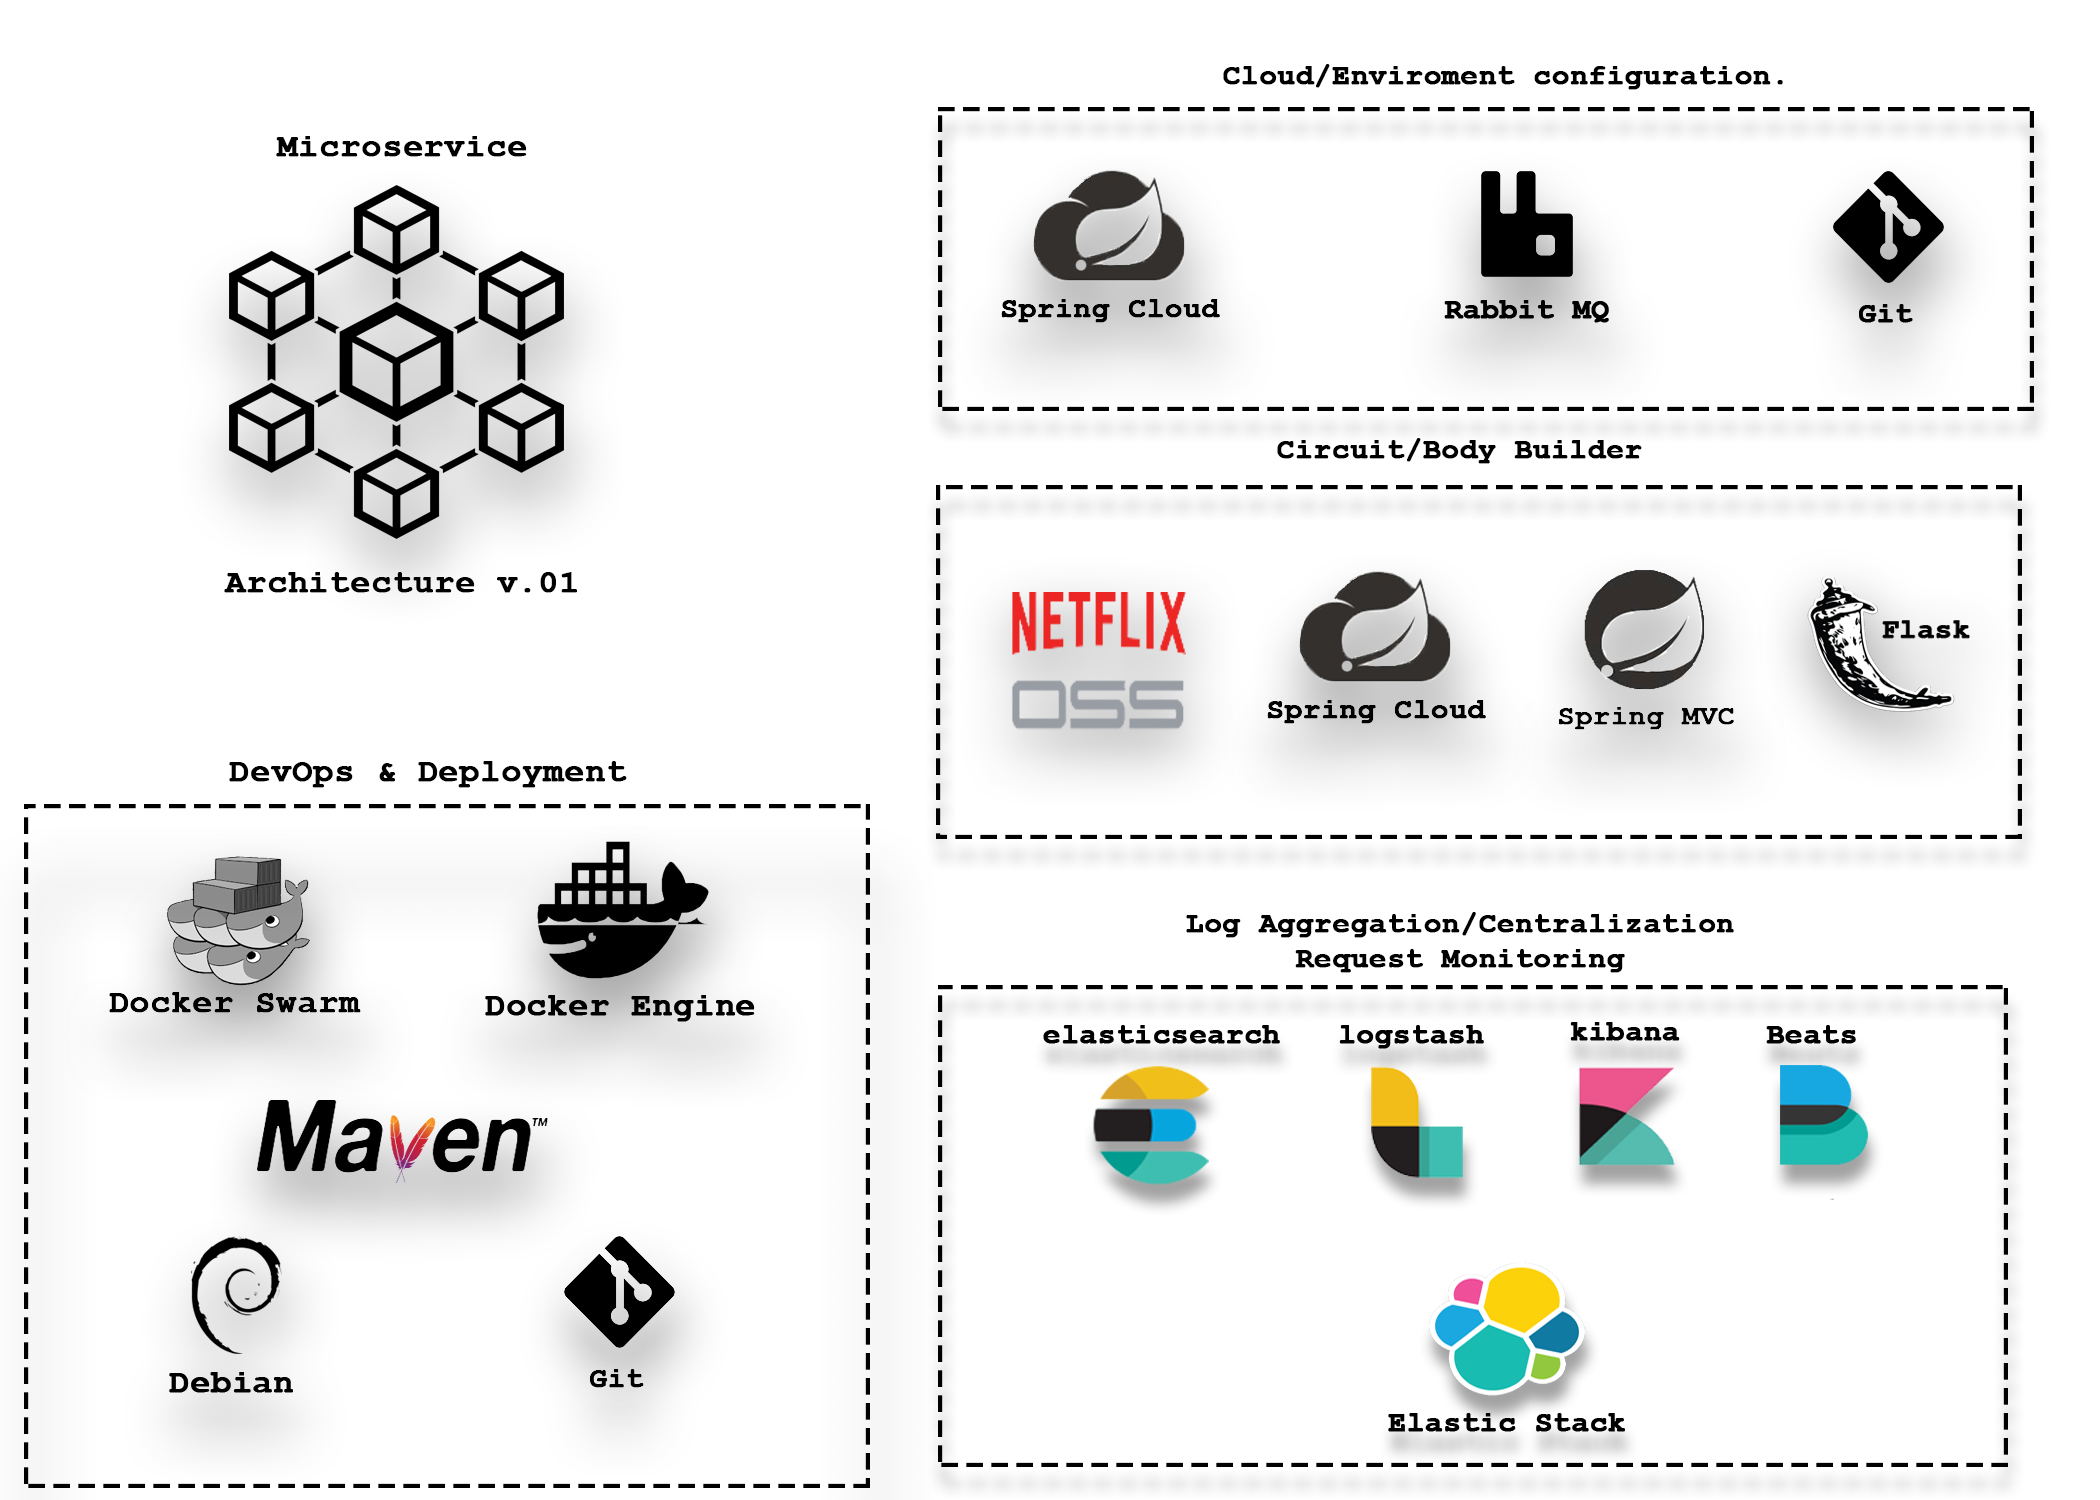 Microservice
Architecture v.01
Cloud/Enviroment configuration.
Spring Cloud
Rabbit MQ
Git
Circuit/Body Builder
NETFLIX
OSS
Spring Cloud
Spring MVC
Flask
DevOps & Deployment
Docker Swarm
Docker Engine
Maven™
Debian
Git
Log Aggregation/Centralization
Request Monitoring
elasticsearch
logstash
kibana
Beats
Elastic Stack